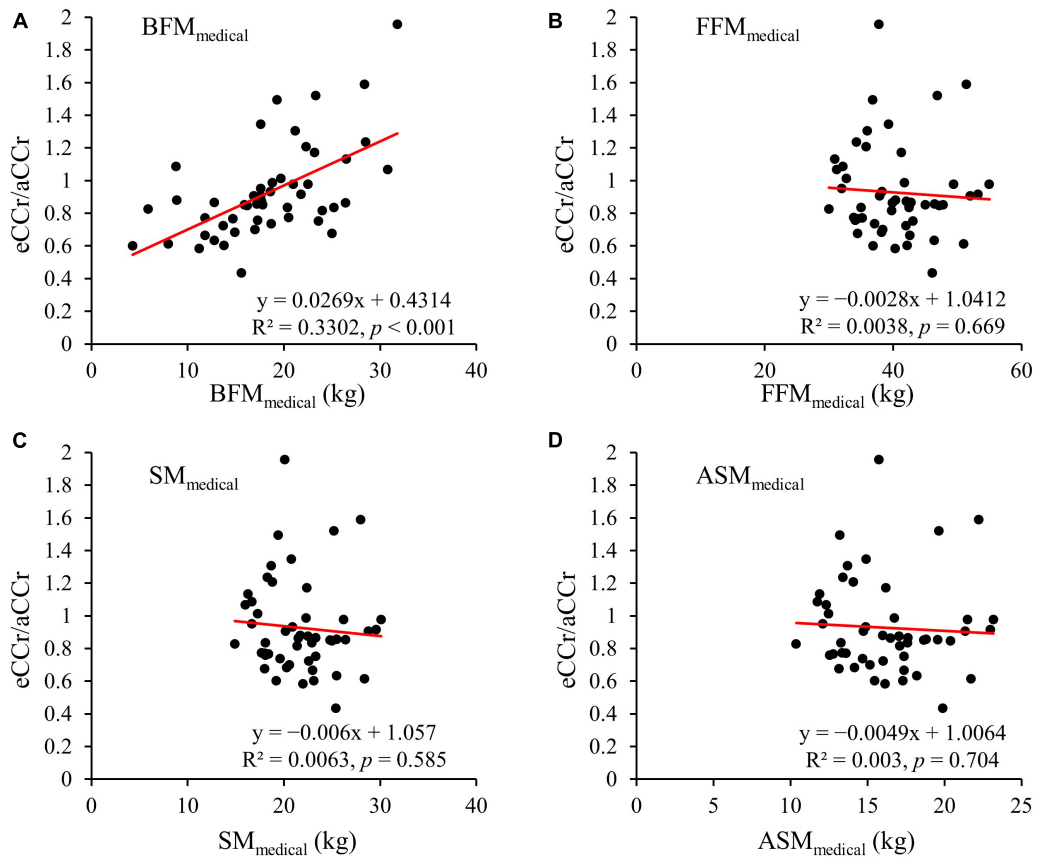 A
BFMmedical
eCCr/aCCr
2
1.8
1.6
1.4
1.2
1
0.8
0.6
0.4
0.2
0
y = 0.0269x + 0.4314
R² = 0.3302, p < 0.001
0 10 20 30 40
BFMmedical (kg)
B
FFMmedical
eCCr/aCCr
2
1.8
1.6
1.4
1.2
1
0.8
0.6
0.4
0.2
0
y = −0.0028x + 1.0412
R² = 0.0038, p = 0.669
0 20 40 60
FFMmedical (kg)
C
SMmedical
eCCr/aCCr
2
1.8
1.6
1.4
1.2
1
0.8
0.6
0.4
0.2
0
y = −0.006x + 1.057
R² = 0.0063, p = 0.585
0 10 20 30 40
SMmedical (kg)
D
ASMmedical
eCCr/aCCr
2
1.8
1.6
1.4
1.2
1
0.8
0.6
0.4
0.2
0
y = −0.0049x + 1.0064
R² = 0.003, p = 0.704
0 5 10 15 20 25
ASMmedical (kg)